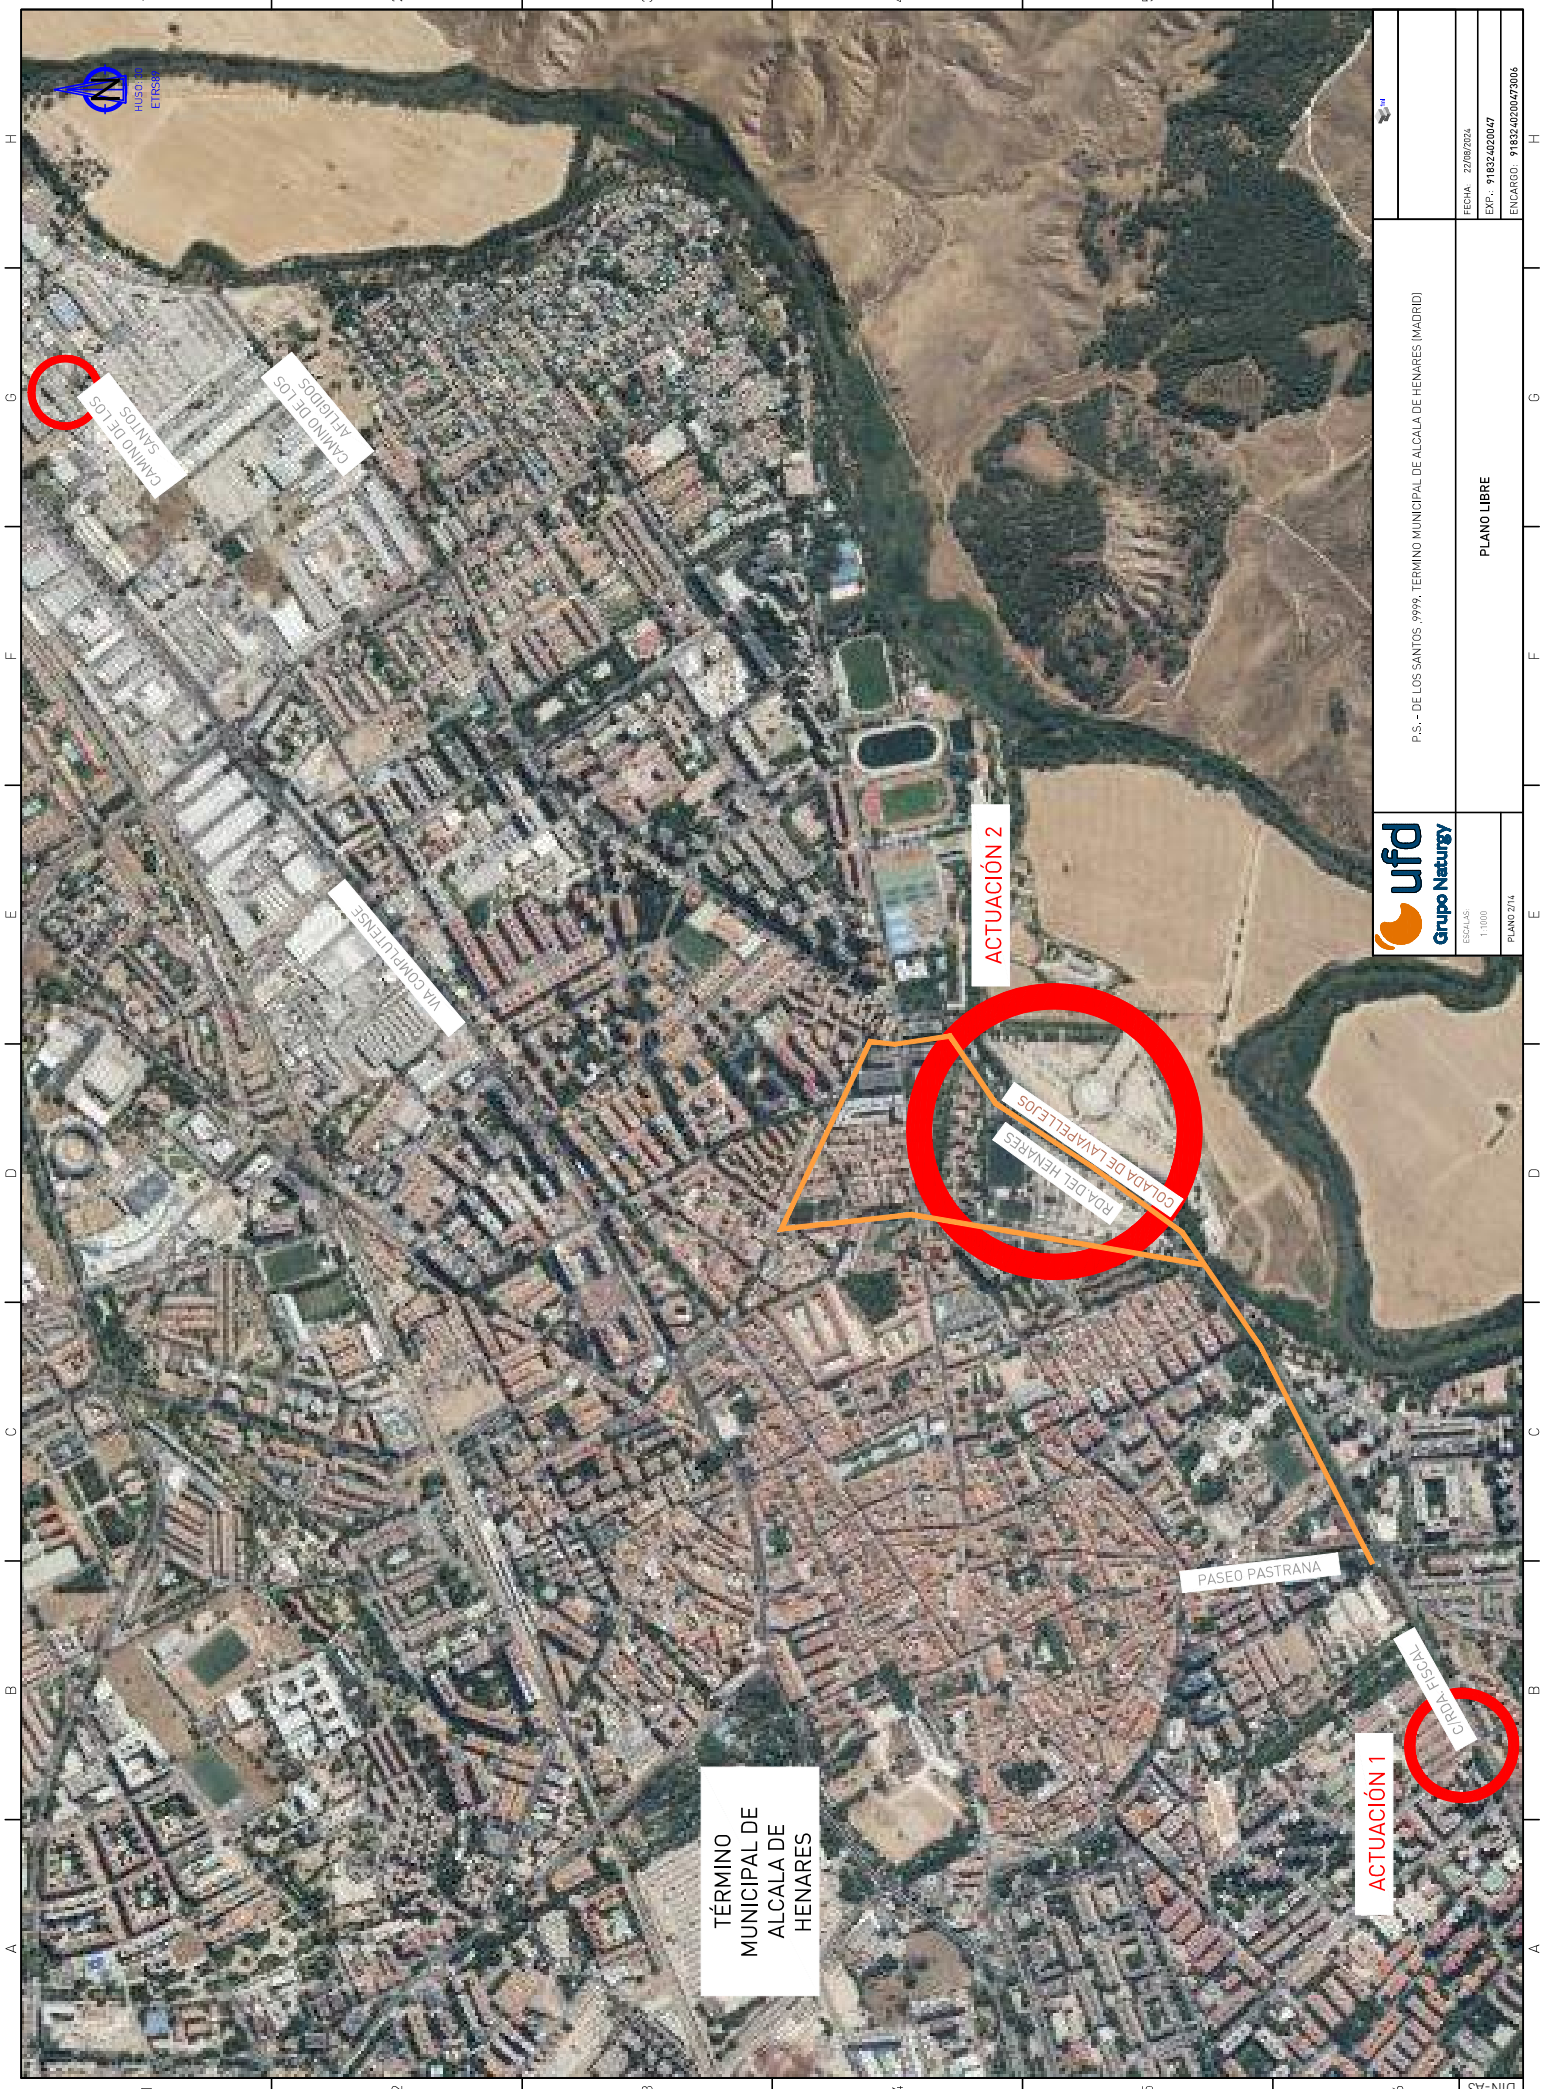 HUSO: 30
ETRS89
CAMINO DE LOS
SANTOS
CAMINO DE LOS
AFLIGIDOS
VIA COMPLUTENSE
ACTUACIÓN 2
COLADA DE LAVAPELLEJOS
RDA.DEL HENARES
PASEO PASTRANA
C/RDA. FISCAL
ACTUACIÓN 1
TÉRMINO
MUNICIPAL DE
ALCALA DE
HENARES
A
B
C
D
E
F
G
H
A
B
C
D
E
F
G
H
ufd
Grupo Naturgy
ESCALAS:
1:1000
PLANO 2/14
P.S. - DE LOS SANTOS ,9999, TERMINO MUNICIPAL DE ALCALA DE HENARES (MADRID)
PLANO LIBRE
FECHA: 22/08/2024
EXP.: 918324020047
ENCARGO: 9183240200473006
DIN-A3